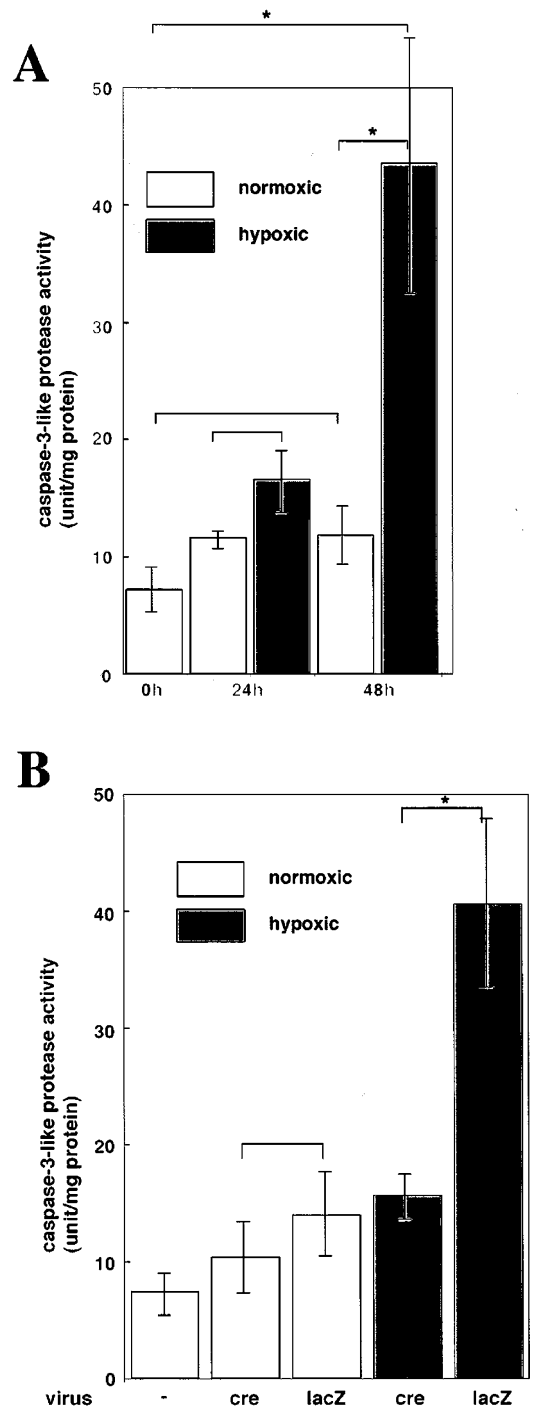 *
A
50
*
normoxic
40
hypoxic
30
20
10
0
caspase-3-like protease activity
(unit/mg protein)
0h 24h 48h
B
50
*
normoxic
40
hypoxic
30
20
10
0
caspase-3-like protease activity
(unit/mg protein)
virus - cre lacZ cre lacZ